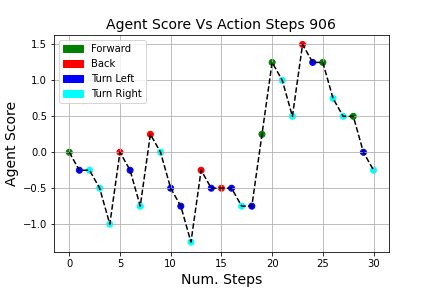 Agent Score Vs Action Steps 906
Forward
Back
Turn Left
Turn Right
Agent Score
1.5
1.0
0.5
0.0
−0.5
−1.0
0 5 10 15 20 25 30
Num. Steps